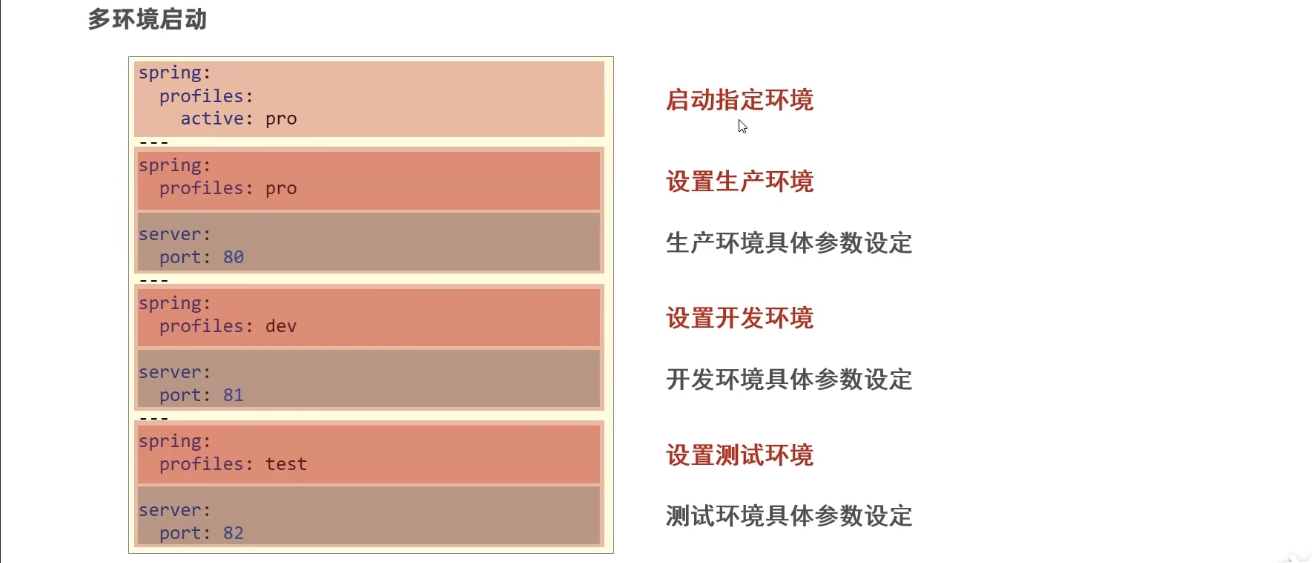 多环境启动
spring:
  profiles:
    active: pro
---
spring:
  profiles: pro
server:
  port: 80
---
spring:
  profiles: dev
server:
  port: 81
---
spring:
  profiles: test
server:
  port: 82
启动指定环境
设置生产环境
生产环境具体参数设定
设置开发环境
开发环境具体参数设定
设置测试环境
测试环境具体参数设定